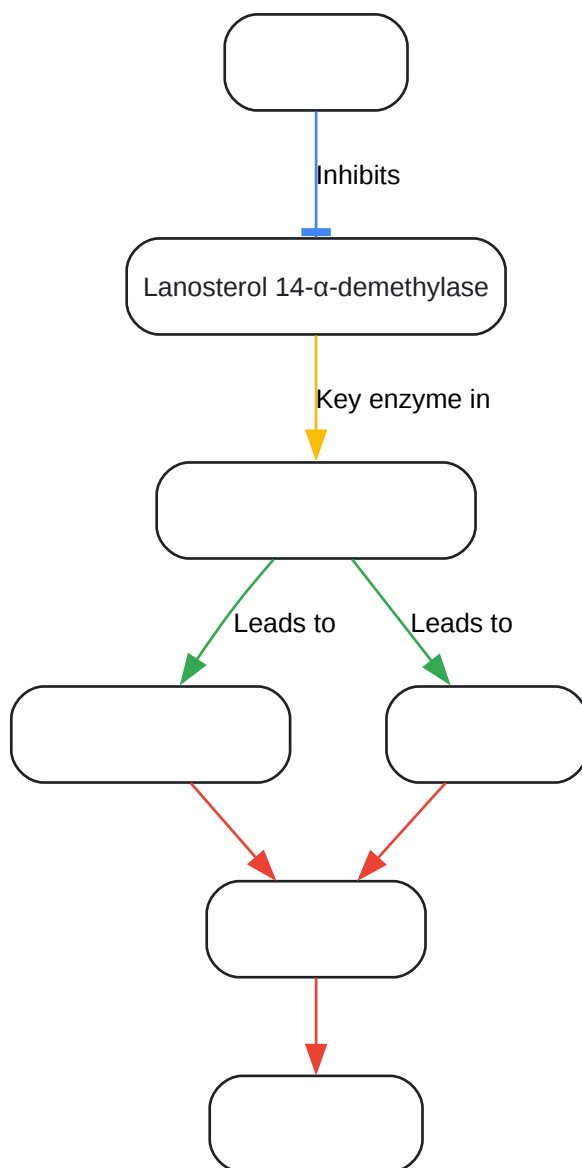 Inhibits
Lanosterol 14-α-demethylase
Key enzyme in
Leads to
Leads to